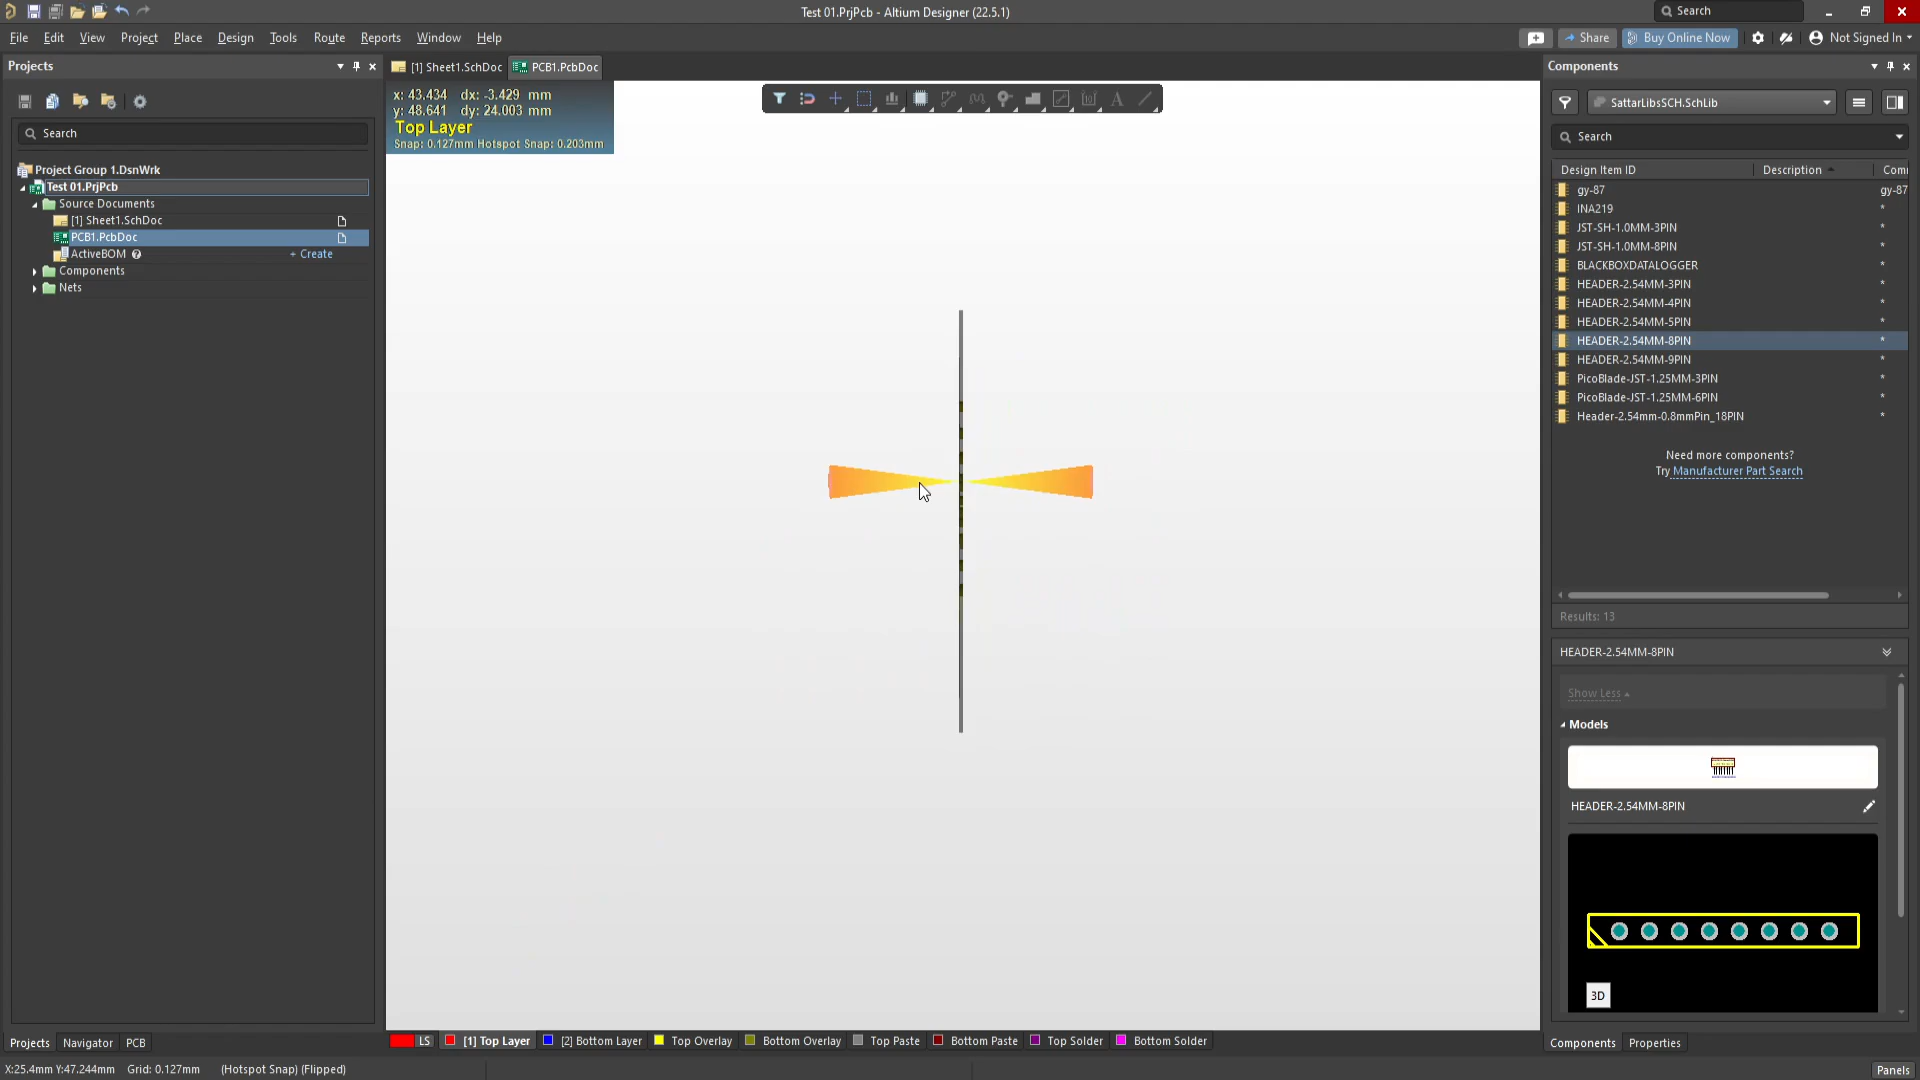 Test 01.PrjPcb - Altium Designer (22.5.1)
Search
File Edit View Project Place Design Tools Route Reports Window Help
Share
Buy Online Now
Not Signed In
Projects
[1] Sheet1.SchDoc
PCB1.PcbDoc
Components
x: 43.434 dx: -3.429 mm
y: 48.641 dy: 24.003 mm
Top Layer
Snap: 0.127mm Hotspot Snap: 0.203mm
SattarLibsSCH.SchLib
Search
Search
Project Group 1.DsnWrk
Test 01.PrjPcb
Source Documents
[1] Sheet1.SchDoc
PCB1.PcbDoc
ActiveBOM
+ Create
Components
Nets
Design Item ID Description Com
gy-87 gy-87
INA219 *
JST-SH-1.0MM-3PIN *
JST-SH-1.0MM-8PIN *
BLACKBOXDATALOGGER *
HEADER-2.54MM-3PIN *
HEADER-2.54MM-4PIN *
HEADER-2.54MM-5PIN *
HEADER-2.54MM-8PIN *
HEADER-2.54MM-9PIN *
PicoBlade-JST-1.25MM-3PIN *
PicoBlade-JST-1.25MM-6PIN *
Header-2.54mm-0.8mmPin_18PIN *
Need more components?
Try Manufacturer Part Search
Results: 13
HEADER-2.54MM-8PIN
Show Less
Models
HEADER-2.54MM-8PIN
3D
Projects Navigator PCB
LS [1] Top Layer [2] Bottom Layer Top Overlay Bottom Overlay Top Paste Bottom Paste Top Solder Bottom Solder
Components Properties
X:25.4mm Y:47.244mm Grid: 0.127mm (Hotspot Snap) (Flipped)
Panels